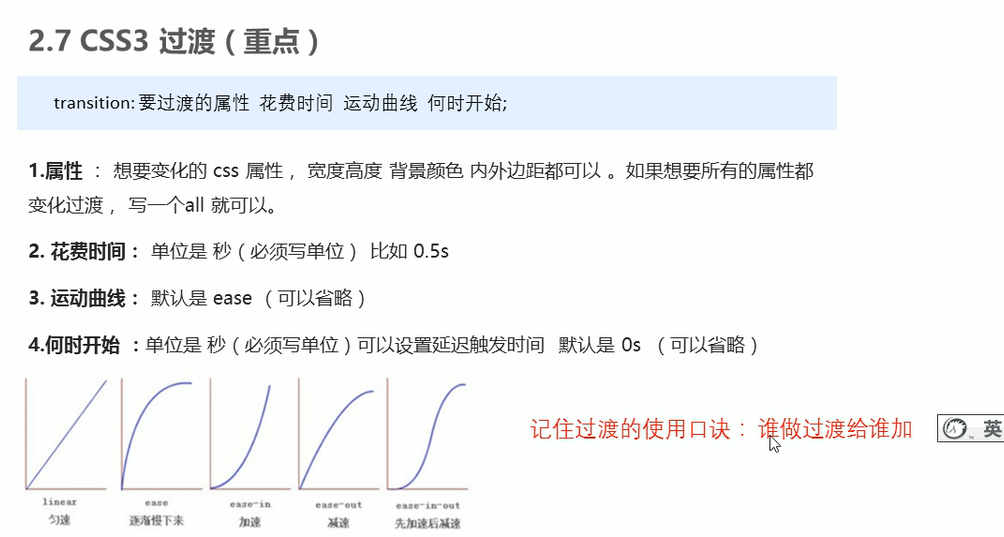 2.7 CSS3 过渡（重点）
transition: 要过渡的属性 花费时间 运动曲线 何时开始;
1.属性 ： 想要变化的 css 属性， 宽度高度 背景颜色 内外边距都可以 。如果想要所有的属性都
变化过渡， 写一个all 就可以。
2. 花费时间： 单位是 秒（必须写单位） 比如 0.5s
3. 运动曲线： 默认是 ease （可以省略）
4.何时开始 ：单位是 秒（必须写单位）可以设置延迟触发时间 默认是 0s （可以省略）
记住过渡的使用口诀： 谁做过渡给谁加
英
linear ease ease-in ease-out ease-in-out
匀速 逐渐慢下来 加速 减速 先加速后减速